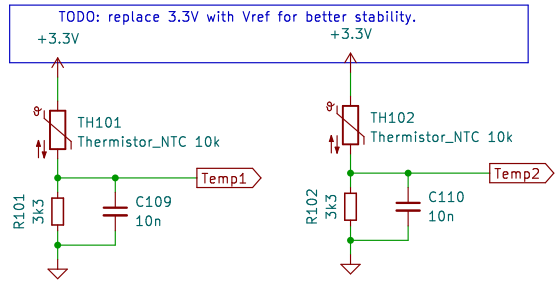 TODO: replace 3.3V with Vref for better stability.
+3.3V
+3.3V
TH101
Thermistor_NTC 10k
TH102
Thermistor_NTC 10k
Temp1
Temp2
R101
3k3
C109
10n
R102
3k3
C110
10n